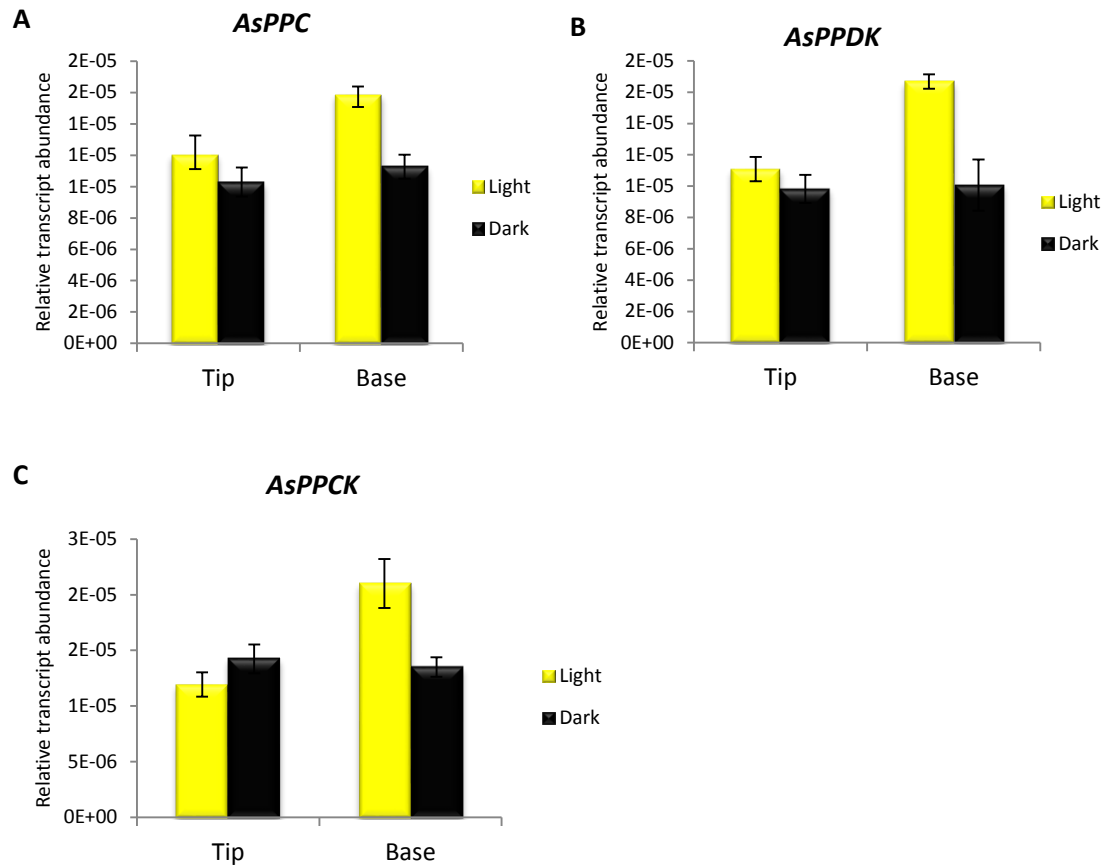 A
AsPPC
Relative transcript abundance
2E-05
2E-05
1E-05
1E-05
1E-05
8E-06
6E-06
4E-06
2E-06
0E+00
Tip
Base
Light
Dark
B
AsPPDK
Relative transcript abundance
2E-05
2E-05
1E-05
1E-05
1E-05
8E-06
6E-06
4E-06
2E-06
0E+00
Tip
Base
Light
Dark
C
AsPPCK
Relative transcript abundance
3E-05
2E-05
2E-05
1E-05
5E-06
0E+00
Tip
Base
Light
Dark